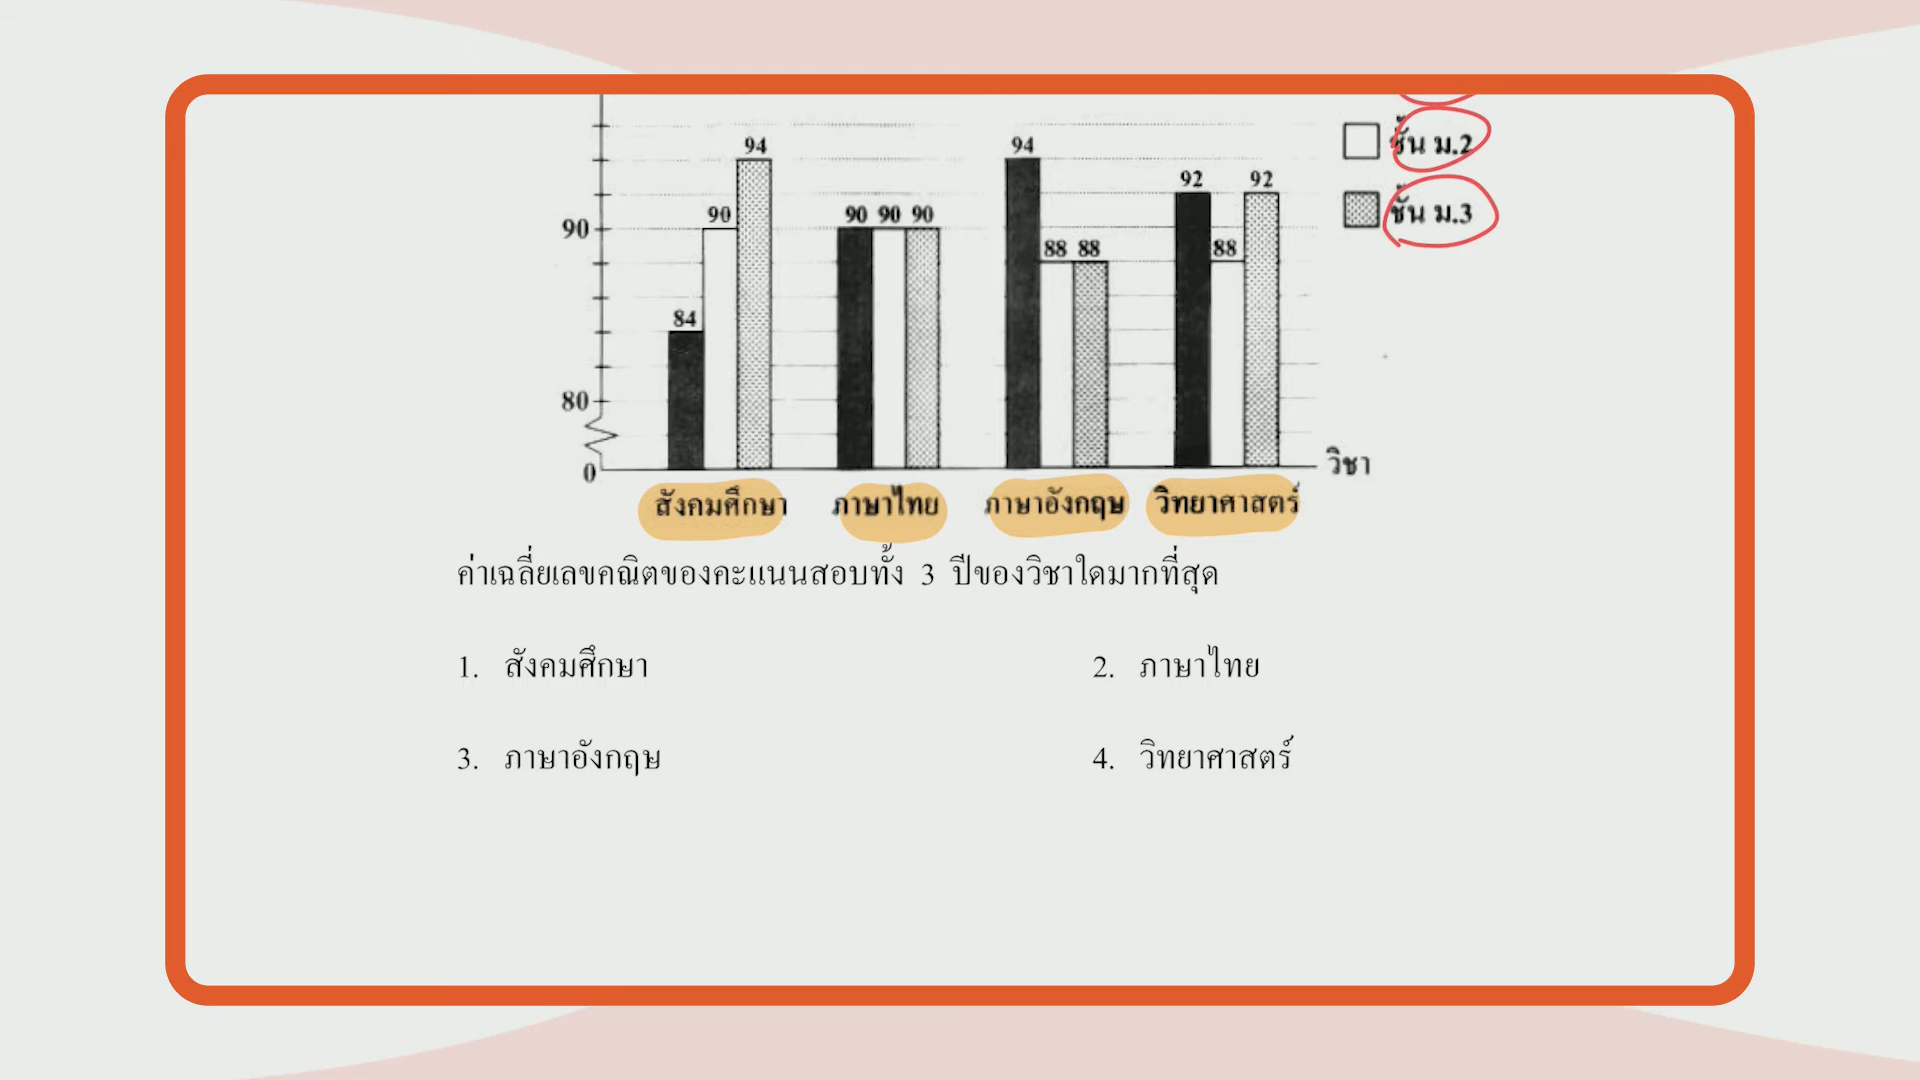 94 94
ชั้น ม.2
92 92
90 90 90 90
ชั้น ม.3
90
88 88 88
84
80
0
วิชา
สังคมศึกษา ภาษาไทย ภาษาอังกฤษ วิทยาศาสตร์
ค่าเฉลี่ยเลขคณิตของคะแนนสอบทั้ง 3 ปีของวิชาใดมากที่สุด
1. สังคมศึกษา 2. ภาษาไทย
3. ภาษาอังกฤษ 4. วิทยาศาสตร์